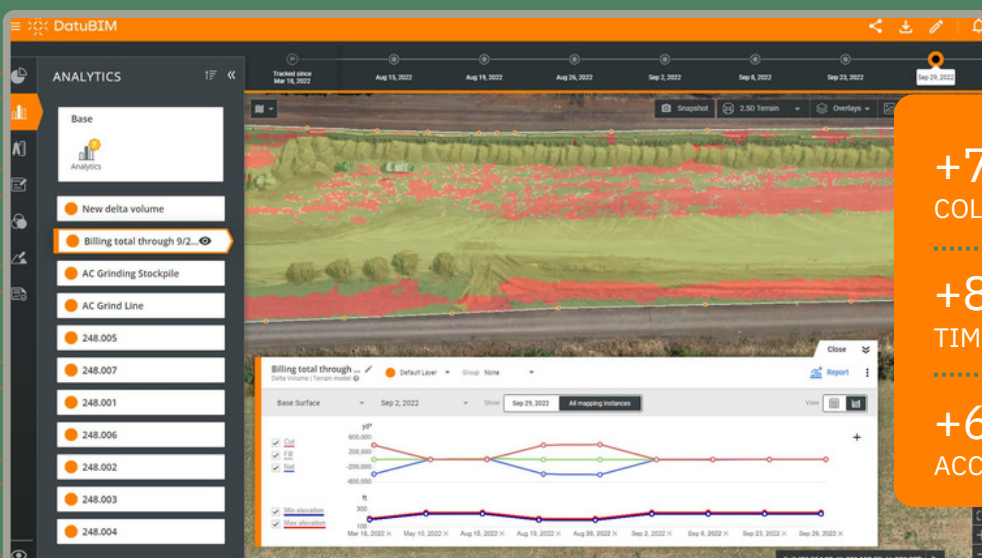 DatuBIM
Tracked since
Mar 18, 2022
Aug 15, 2022
Aug 19, 2022
Aug 26, 2022
Sep 2, 2022
Sep 8, 2022
Sep 23, 2022
Sep 29, 2022
ANALYTICS
Base
Analytics
New delta volume
Billing total through 9/2...
AC Grinding Stockpile
AC Grind Line
248.005
248.007
248.001
248.006
248.002
248.003
248.004
Snapshot
2.5D Terrain
Overlays
+7
COL
+8
TIM
+6
ACC
Close
Billing total through ...
Delta Volume | Terrain model
Default Layer
Group None
Report
Base Surface
Sep 2, 2022
Show
Sep 29, 2022
All mapping instances
View
Cut
Fill
Net
yd³
600,000
200,000
-200,000
-600,000
Min elevation
Max elevation
ft
300
100
Mar 18, 2022 × May 10, 2022 × Aug 15, 2022 × Aug 19, 2022 × Aug 26, 2022 × Sep 2, 2022 × Sep 8, 2022 × Sep 23, 2022 × Sep 29, 2022 ×